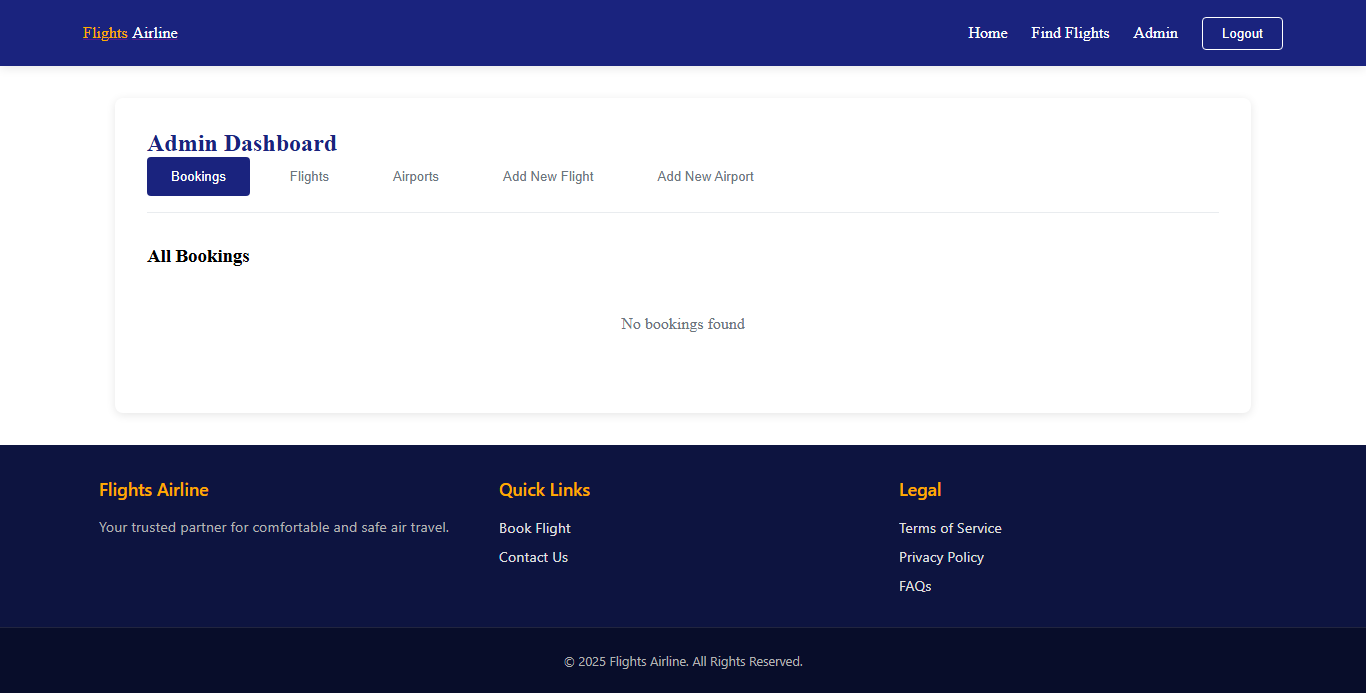 Flights Airline
Home Find Flights Admin Logout
Admin Dashboard
Bookings Flights Airports Add New Flight Add New Airport
All Bookings
No bookings found
Flights Airline
Your trusted partner for comfortable and safe air travel.
Quick Links
Book Flight
Contact Us
Legal
Terms of Service
Privacy Policy
FAQs
© 2025 Flights Airline. All Rights Reserved.